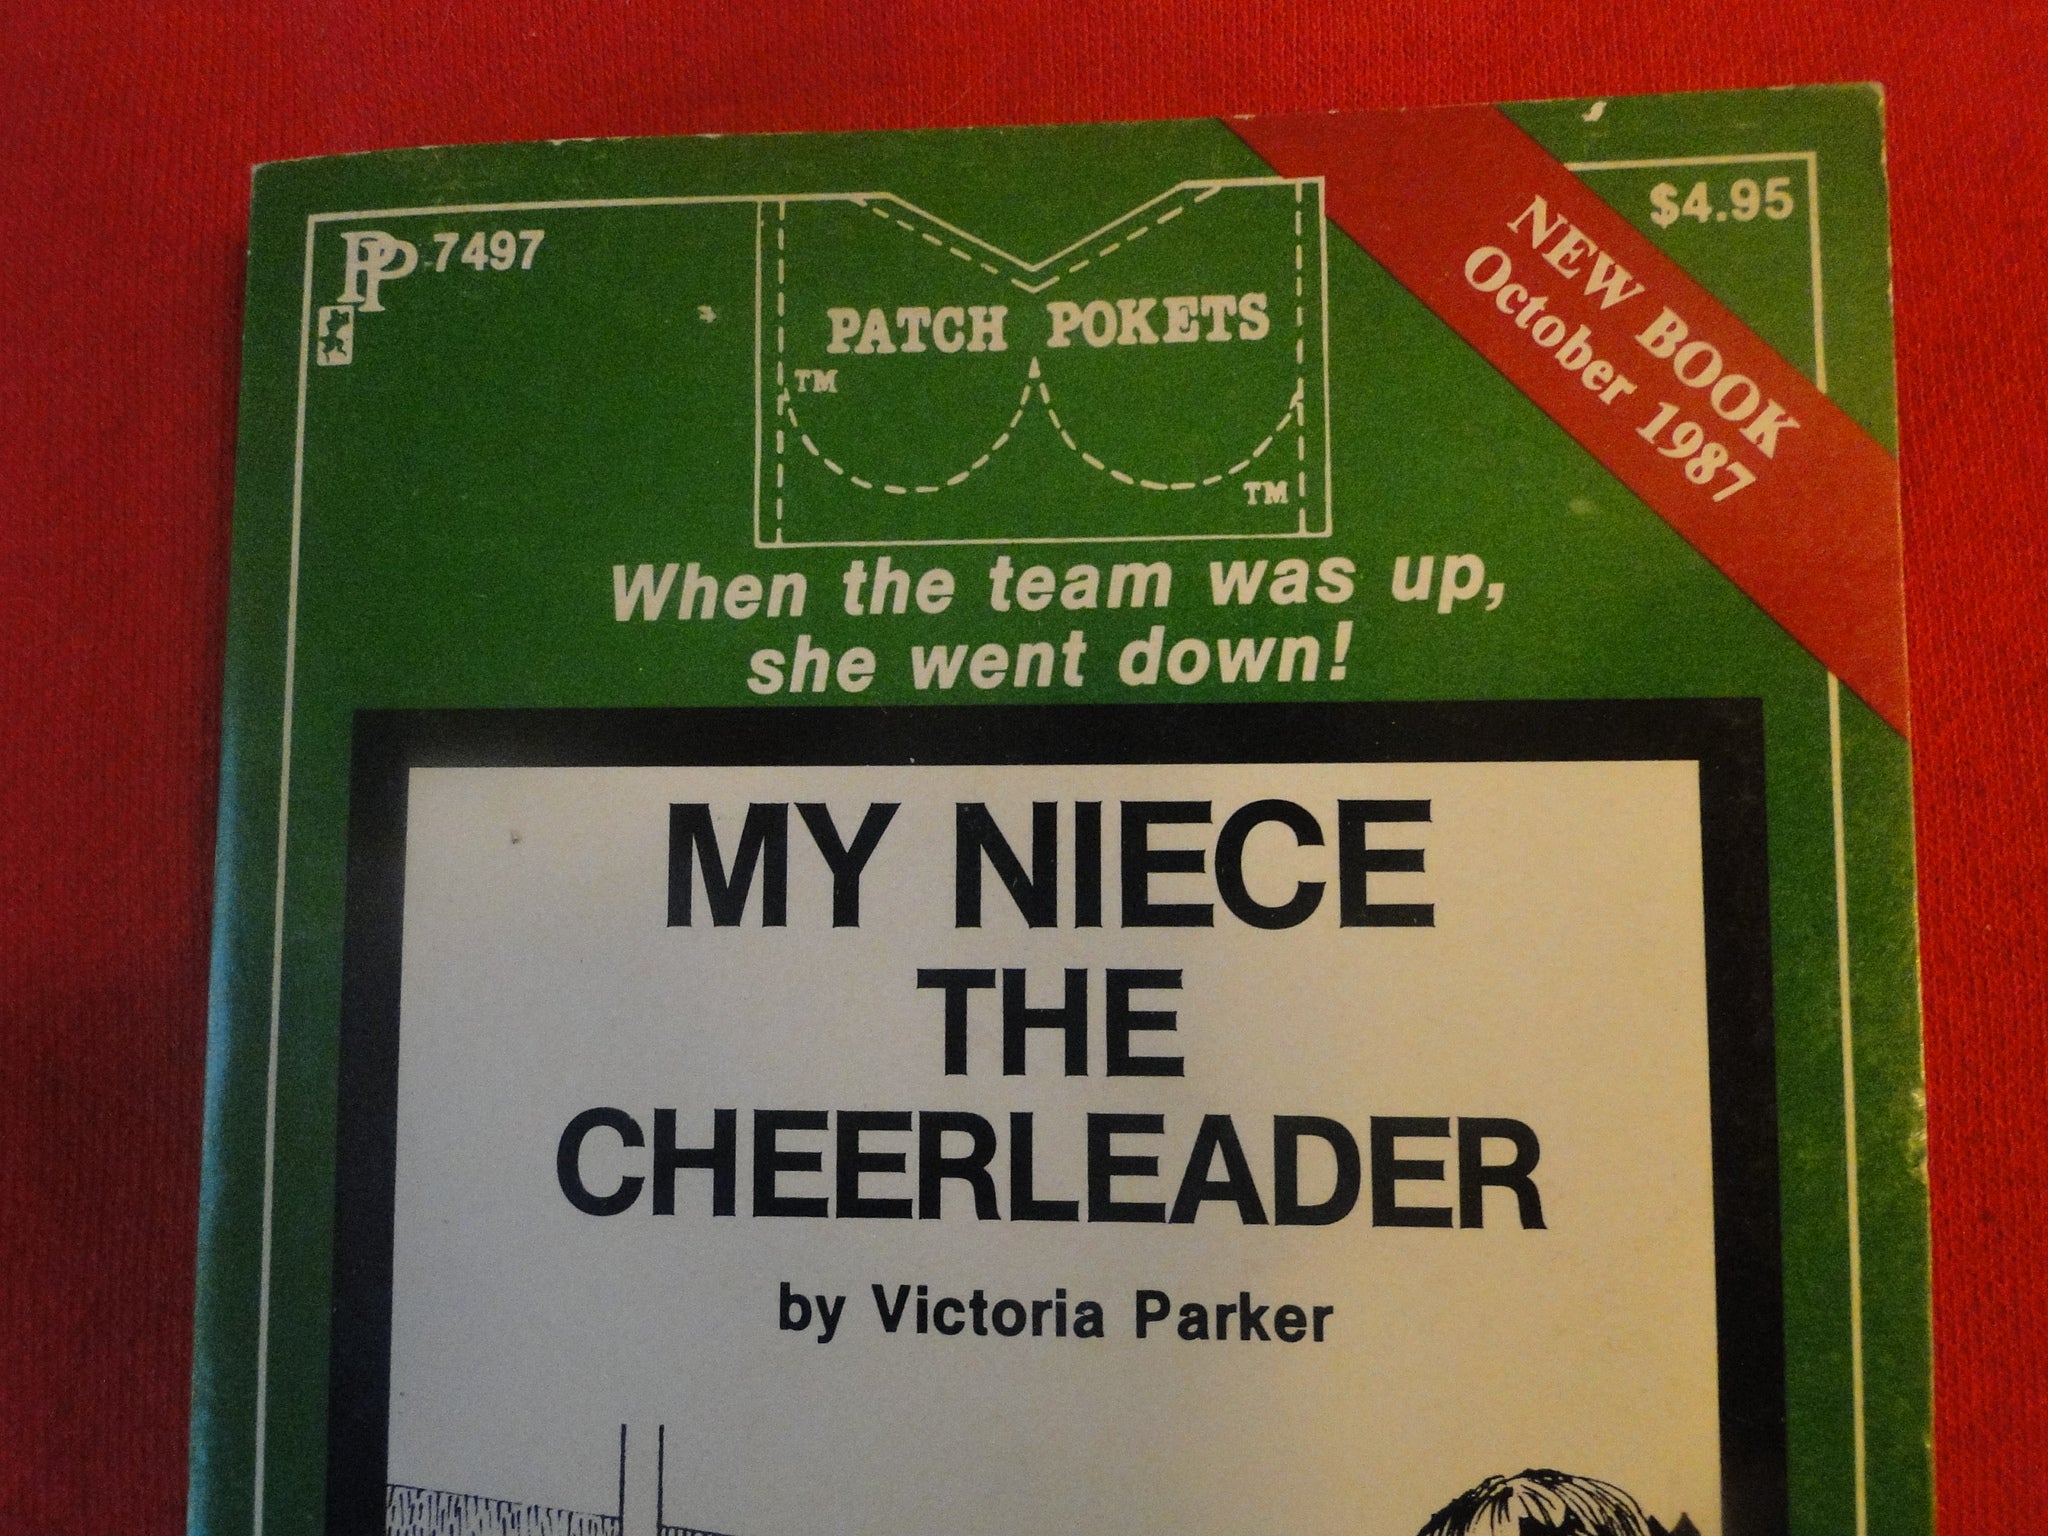 PP 7497
PATCH POKETS
TM
TM
$4.95
NEW BOOK
October 1987
When the team was up,
she went down!
MY NIECE
THE
CHEERLEADER
by Victoria Parker